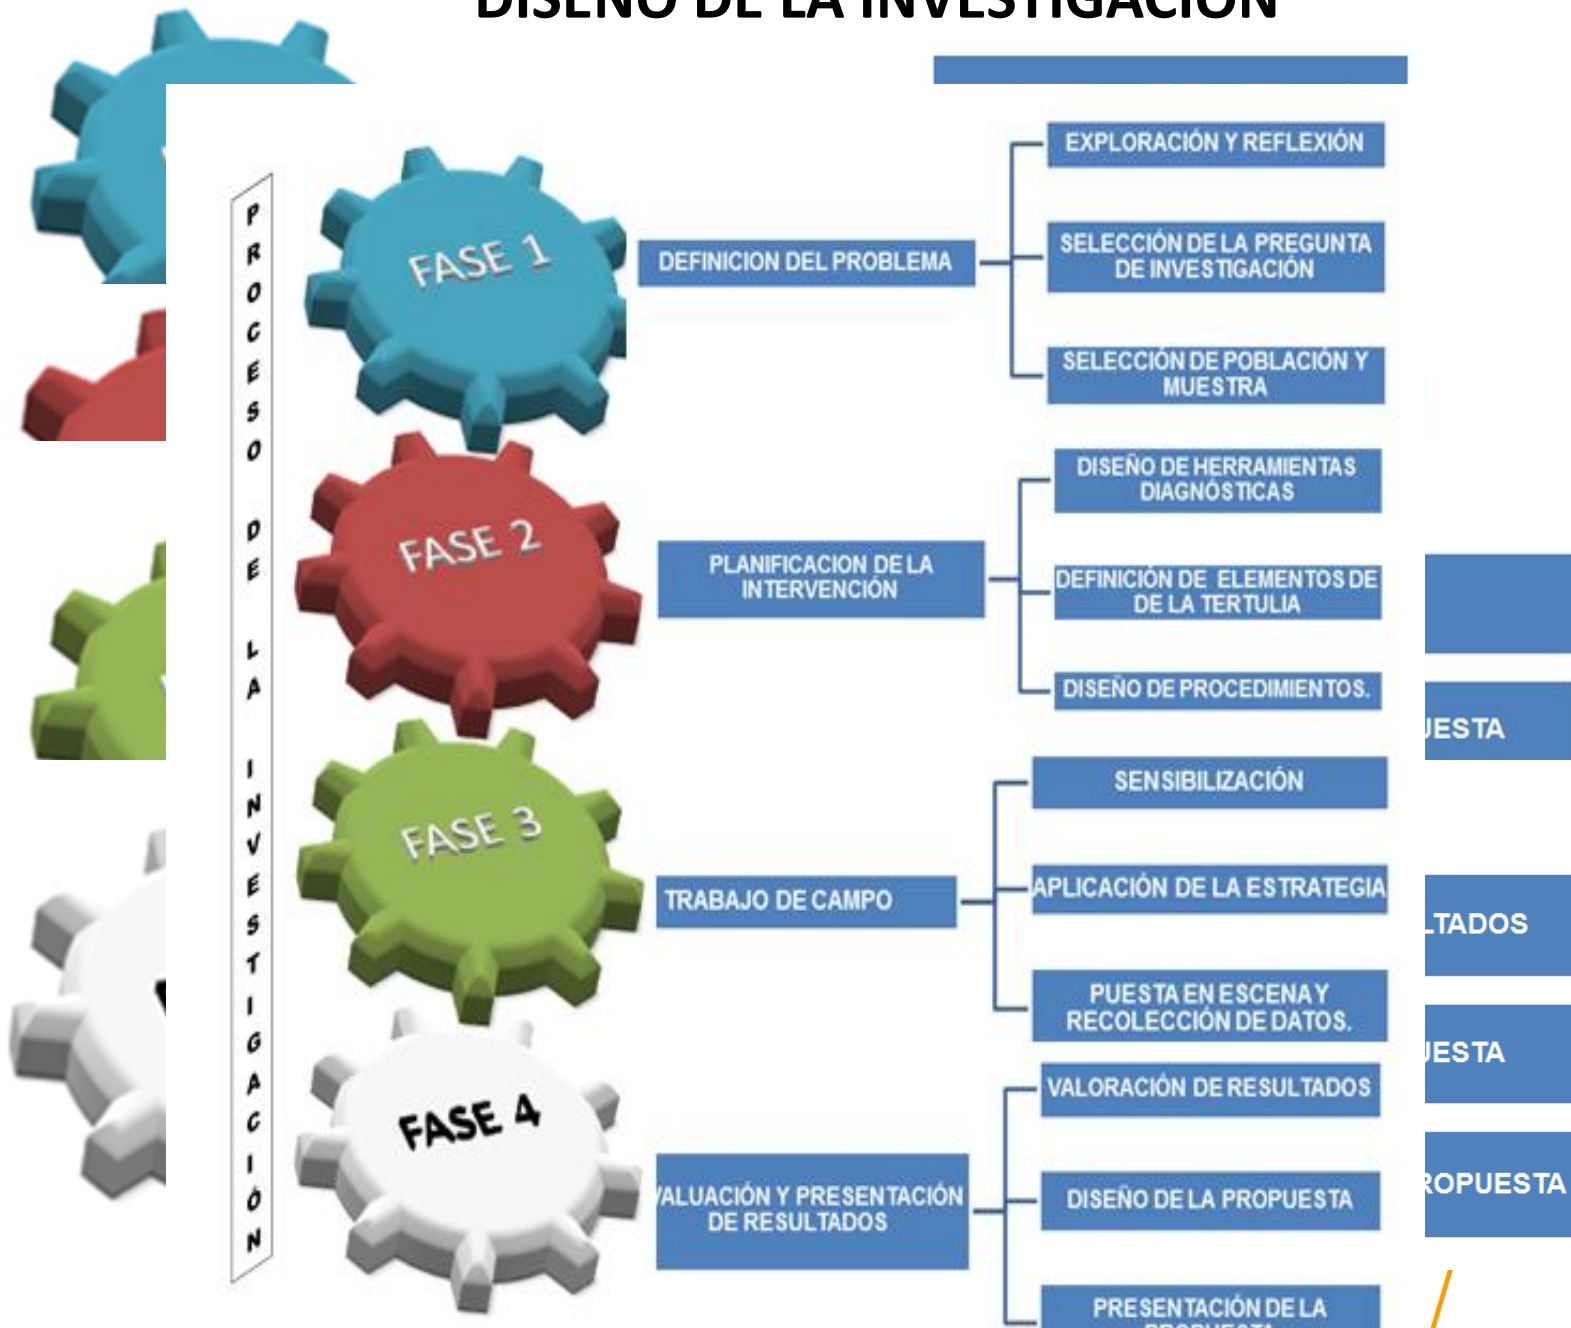 DISEÑO DE LA INVESTIGACIÓN
PROCESO DE LA INVESTIGACIÓN
FASE 1
DEFINICION DEL PROBLEMA
EXPLORACIÓN Y REFLEXIÓN
SELECCIÓN DE LA PREGUNTA
DE INVESTIGACIÓN
SELECCIÓN DE POBLACIÓN Y
MUESTRA
FASE 2
PLANIFICACION DE LA
INTERVENCIÓN
DISEÑO DE HERRAMIENTAS
DIAGNÓSTICAS
DEFINICIÓN DE ELEMENTOS DE
DE LA TERTULIA
DISEÑO DE PROCEDIMIENTOS.
FASE 3
TRABAJO DE CAMPO
SENSIBILIZACIÓN
APLICACIÓN DE LA ESTRATEGIA
PUESTA EN ESCENA Y
RECOLECCIÓN DE DATOS.
FASE 4
VALUACIÓN Y PRESENTACIÓN
DE RESULTADOS
VALORACIÓN DE RESULTADOS
DISEÑO DE LA PROPUESTA
PRESENTACIÓN DE LA
PROPUESTA
UESTA
LTADOS
UESTA
ROPUESTA